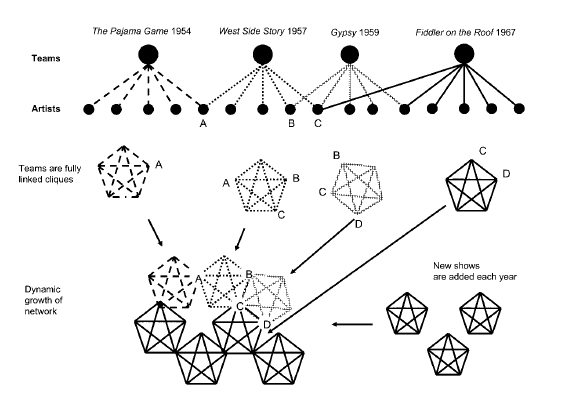 The Pajama Game 1954
West Side Story 1957
Gypsy 1959
Fiddler on the Roof 1967
Teams
Artists
A
B
C
Teams are fully
linked cliques
A
A
B
C
B
C
D
C
D
Dynamic
growth of
network
A
B
C
D
New shows
are added each year